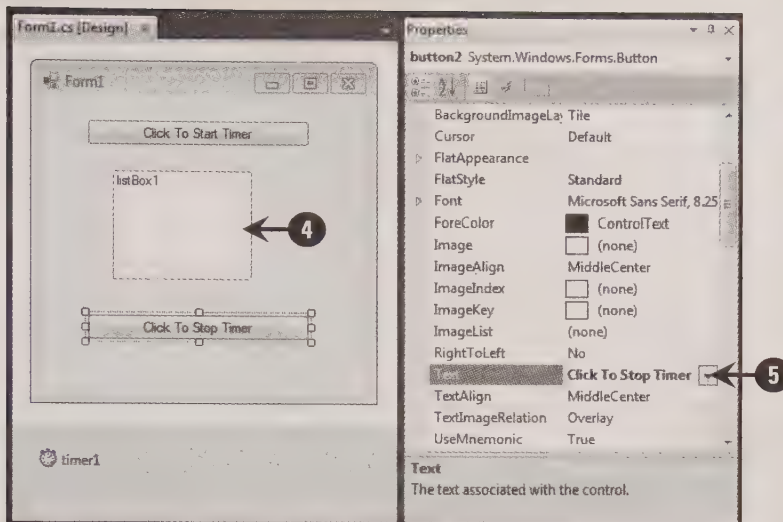 Form1.cs [Design]
Form1
Click To Start Timer
listBox1
4
Click To Stop Timer
timer1
Properties
button2 System.Windows.Forms.Button
BackgroundImageLay Tile
Cursor Default
FlatAppearance
FlatStyle Standard
Font Microsoft Sans Serif, 8.25
ForeColor ControlText
Image (none)
ImageAlign MiddleCenter
ImageIndex (none)
ImageKey (none)
ImageList (none)
RightToLeft No
Text Click To Stop Timer
5
TextAlign MiddleCenter
TextImageRelation Overlay
UseMnemonic True
Text
The text associated with the control.